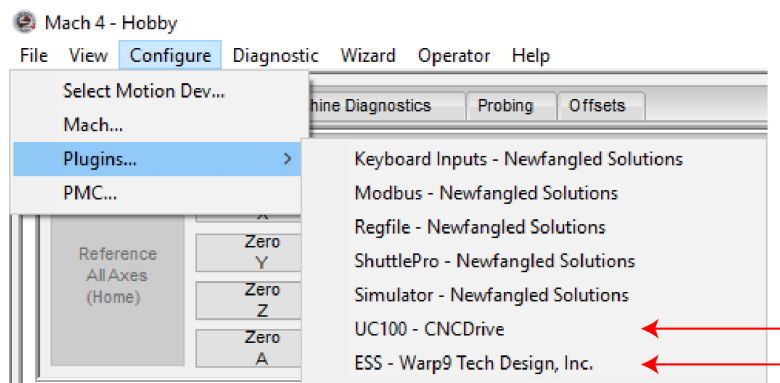 Mach 4 - Hobby
File View Configure Diagnostic Wizard Operator Help
Select Motion Dev...
Mach...
Plugins...
PMC...
hine Diagnostics Probing Offsets
Keyboard Inputs - Newfangled Solutions
Modbus - Newfangled Solutions
Regfile - Newfangled Solutions
ShuttlePro - Newfangled Solutions
Simulator - Newfangled Solutions
UC100 - CNCDrive
ESS - Warp9 Tech Design, Inc.
Reference
All Axes
(Home)
Zero
Y
Zero
Z
Zero
A